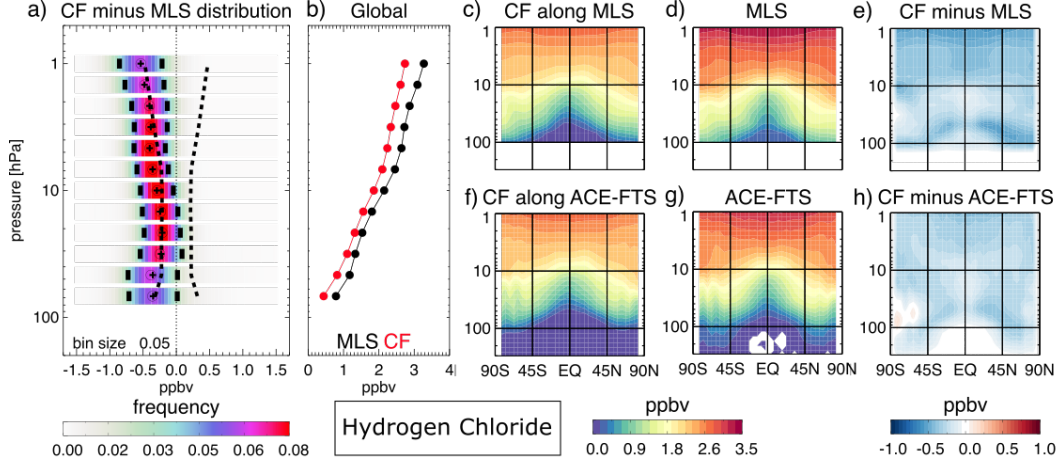 a) CF minus MLS distribution b) Global c) CF along MLS d) MLS e) CF minus MLS
1
10
100
pressure [hPa]
bin size 0.05
-1.5 -1.0 -0.5 0.0 0.5 1.0 1.5
ppbv
MLS CF
0 1 2 3 4
ppbv
1
10
100
1
10
100
1
10
100
f) CF along ACE-FTS g) ACE-FTS h) CF minus ACE-FTS
1
10
100
1
10
100
1
10
100
90S 45S EQ 45N 90N
90S 45S EQ 45N 90N
90S 45S EQ 45N 90N
frequency
0.00 0.02 0.03 0.05 0.06 0.08
Hydrogen Chloride
ppbv
0.0 0.9 1.8 2.6 3.5
ppbv
-1.0 -0.5 0.0 0.5 1.0